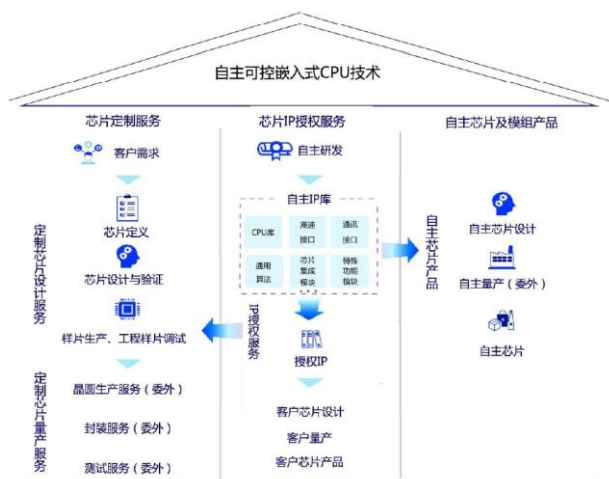 自主可控嵌入式CPU技术
芯片定制服务
客户需求
定制芯片设计服务
芯片定义
芯片设计与验证
样片生产、工程样片调试
定制芯片量产服务
晶圆生产服务（委外）
封装服务（委外）
测试服务（委外）
芯片IP授权服务
自主研发
自主IP库
CPU库
高速
接口
通讯
接口
通用
算法
芯片
集成
模块
特殊
功能
模块
IP授权服务
授权IP
客户芯片设计
客户量产
客户芯片产品
自主芯片及模组产品
自主芯片产品
自主芯片设计
自主量产（委外）
自主芯片